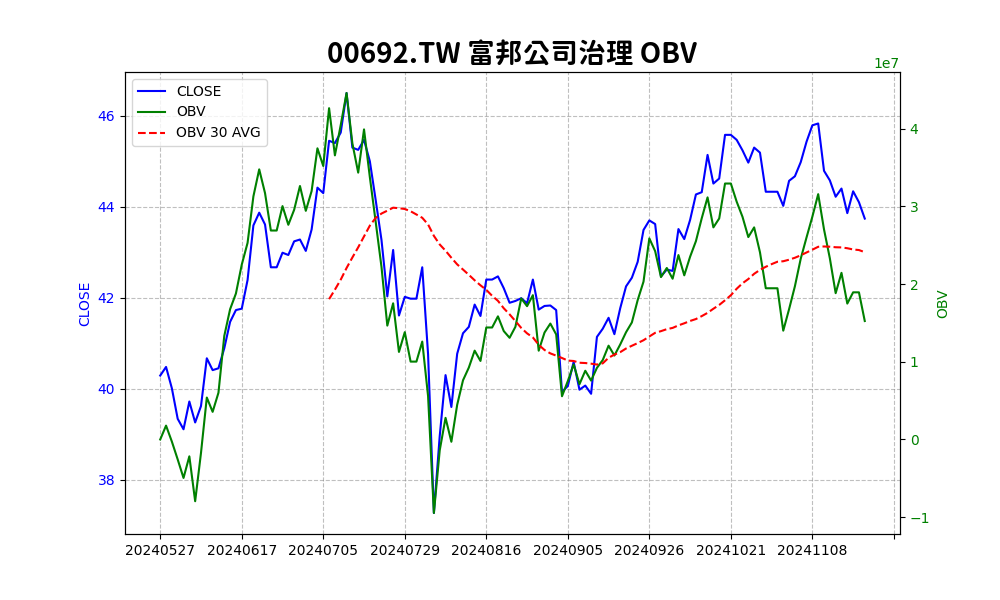 00692.TW 富邦公司治理 OBV
1e7
CLOSE
OBV
OBV 30 AVG
46
44
42
40
38
CLOSE
4
3
2
1
0
−1
OBV
20240527 20240617 20240705 20240729 20240816 20240905 20240926 20241021 20241108